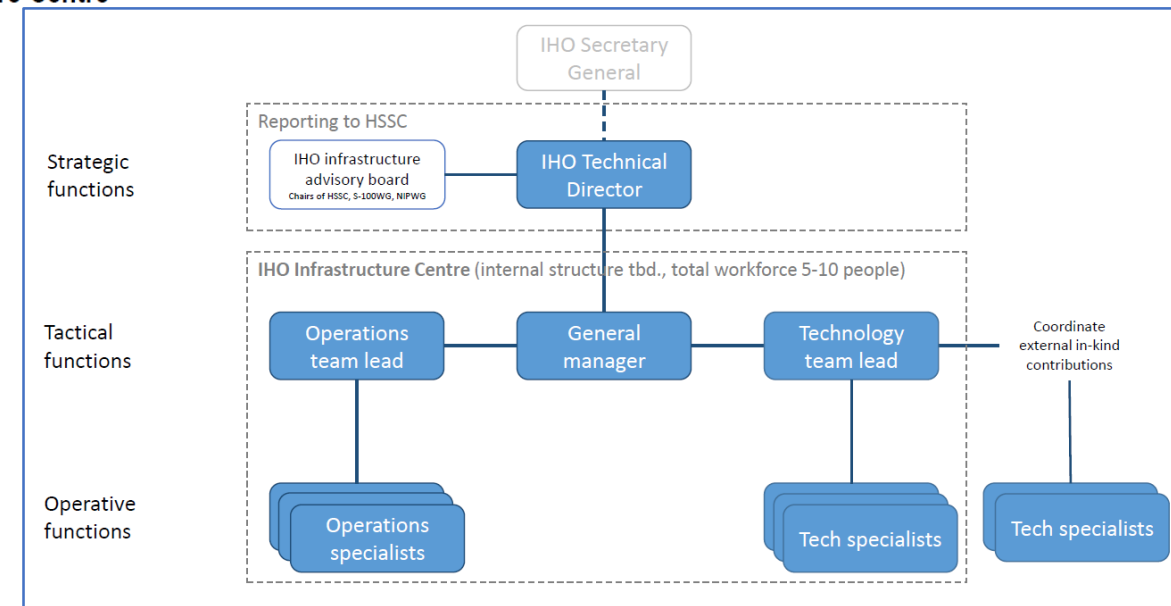 IHO Secretary
General
Reporting to HSSC
Strategic
functions
IHO infrastructure
advisory board
Chairs of HSSC, S-100WG, NIPWG
IHO Technical
Director
IHO Infrastructure Centre (internal structure tbd., total workforce 5-10 people)
Tactical
functions
Operations
team lead
General
manager
Technology
team lead
Coordinate
external in-kind
contributions
Operative
functions
Operations
specialists
Tech specialists
Tech specialists